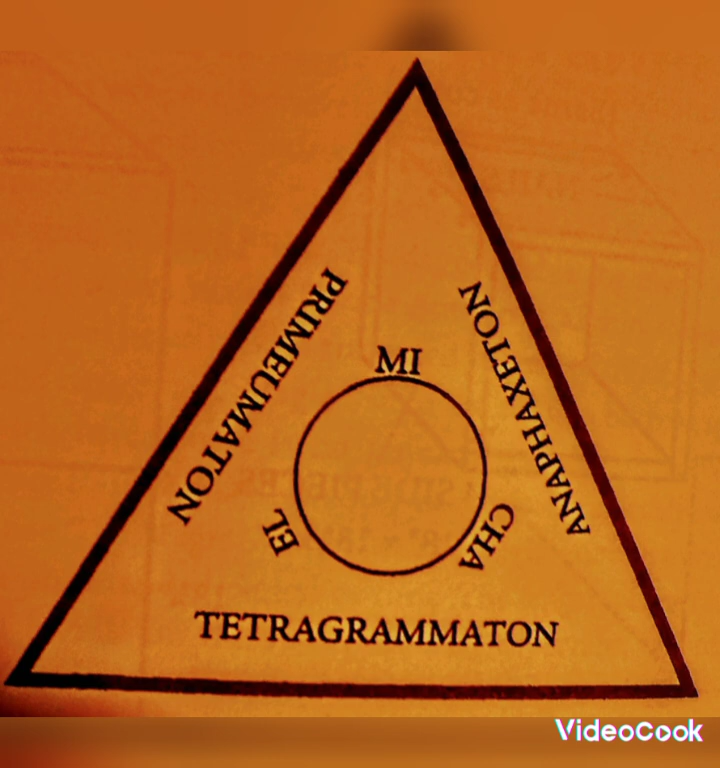 PRIMEUMATON
ANAPHAXETON
MI
CHA
EL
TETRAGRAMMATON
VideoCook